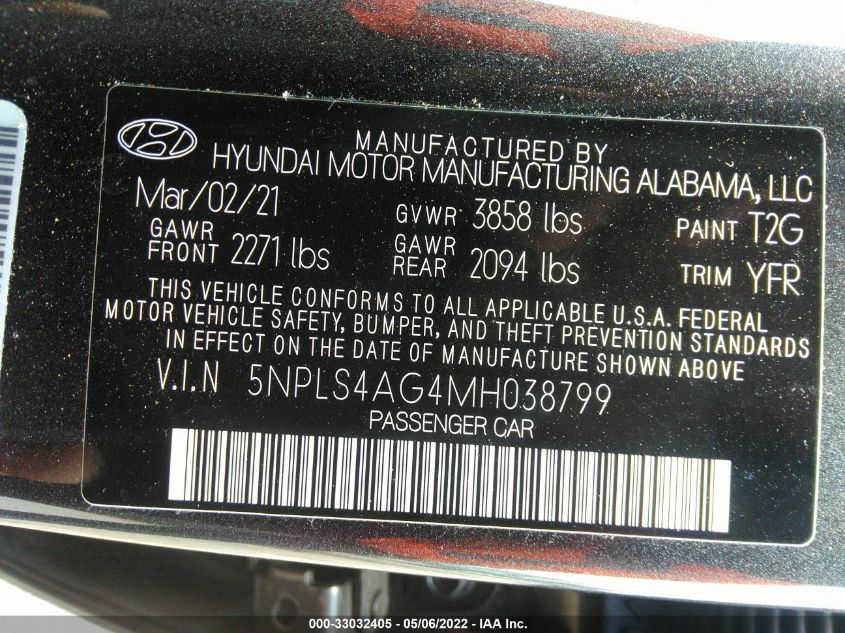 MANUFACTURED BY
HYUNDAI MOTOR MANUFACTURING ALABAMA, LLC
Mar/02/21 GVWR 3858 lbs PAINT T2G
GAWR FRONT 2271 lbs GAWR REAR 2094 lbs TRIM YFR
THIS VEHICLE CONFORMS TO ALL APPLICABLE U.S.A. FEDERAL
MOTOR VEHICLE SAFETY, BUMPER, AND THEFT PREVENTION STANDARDS
IN EFFECT ON THE DATE OF MANUFACTURE SHOWN ABOVE
V.I.N 5NPLS4AG4MH038799
PASSENGER CAR
000-33032405 - 05/06/2022 - IAA Inc.